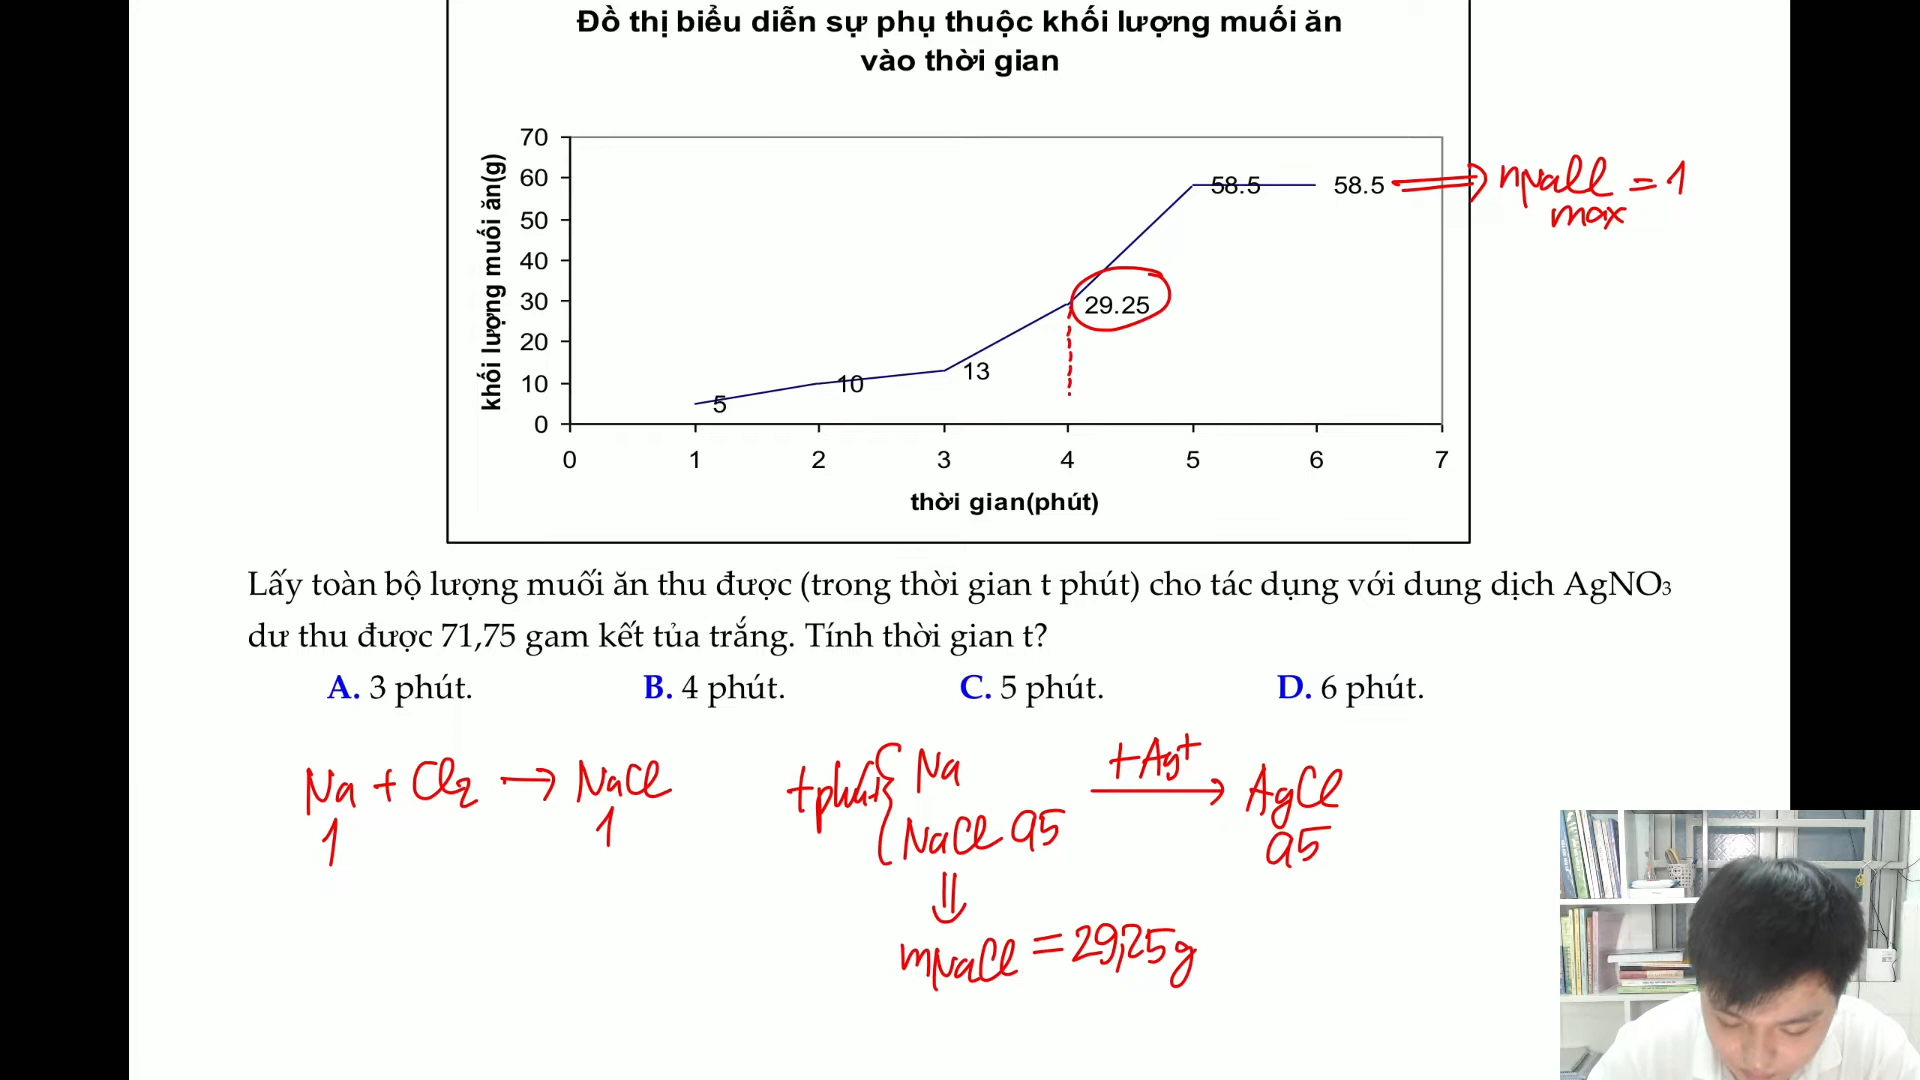 Đồ thị biểu diễn sự phụ thuộc khối lượng muối ăn
vào thời gian
khối lượng muối ăn(g)
70
60
50
40
30
20
10
0
5
10
13
29.25
58.5
58.5
nNaCl = 1
max
0 1 2 3 4 5 6 7
thời gian(phút)
Lấy toàn bộ lượng muối ăn thu được (trong thời gian t phút) cho tác dụng với dung dịch AgNO₃
dư thu được 71,75 gam kết tủa trắng. Tính thời gian t?
A. 3 phút. B. 4 phút. C. 5 phút. D. 6 phút.
Na + Cl₂ → NaCl
1 1
t phút { Na +Ag⁺ → AgCl
NaCl 0,5 0,5
⇓
mNaCl = 29,25g